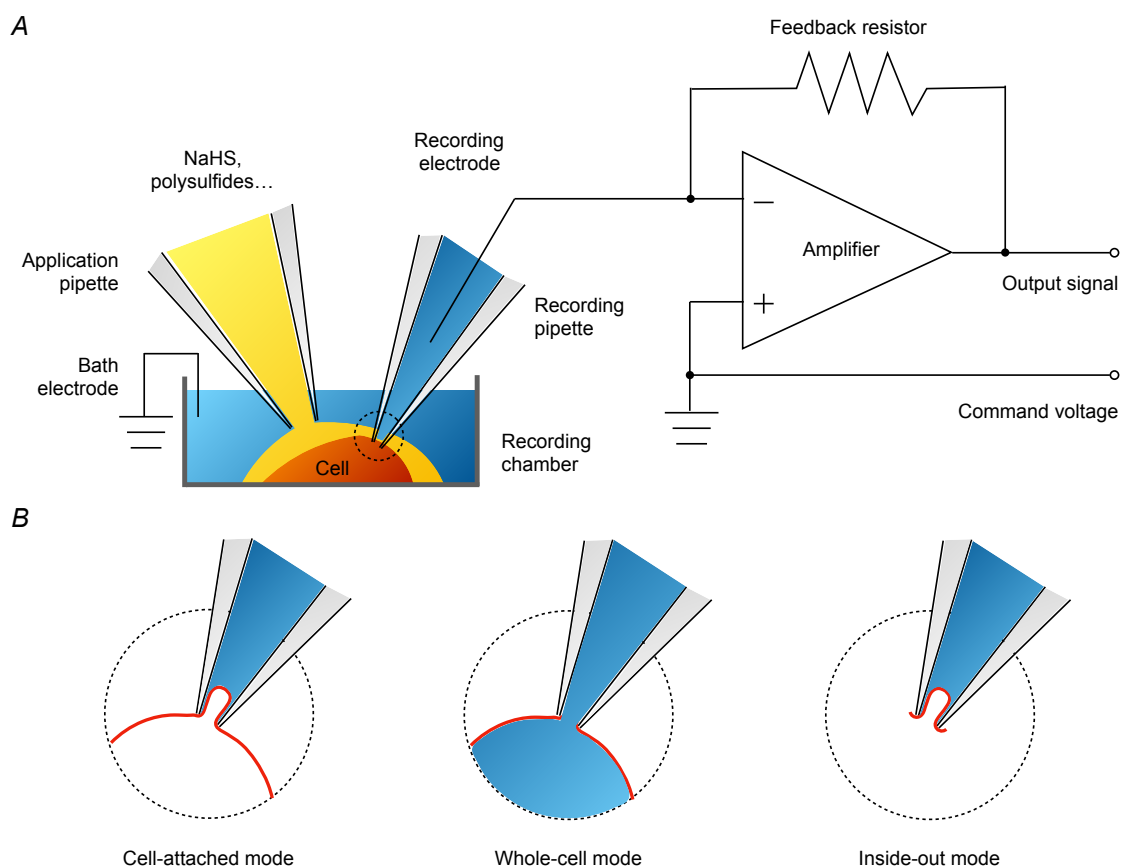 A
Feedback resistor
Recording
electrode
NaHS,
polysulfides…
Application
pipette
Amplifier
−
+
Output signal
Recording
pipette
Bath
electrode
Command voltage
Recording
chamber
Cell
B
Cell-attached mode
Whole-cell mode
Inside-out mode